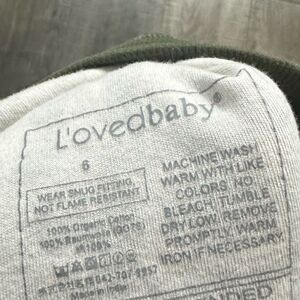 L'ovedbaby®
6
WEAR SNUG FITTING,
NOT FLAME RESISTANT
100% Organic Cotton
100%
MACHINE WASH
WARM WITH LIKE
COLORS. NO
BLEACH. TUMBLE
DRY LOW. REMOVE
PROMPTLY. WARM
IRON IF NECESSARY.